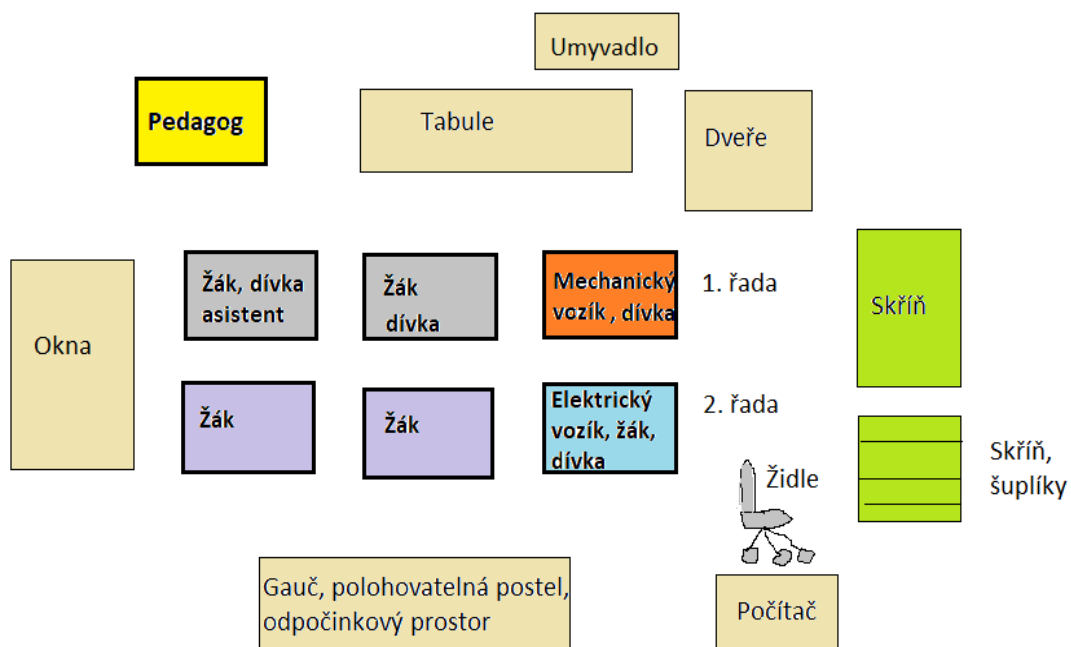 Umyvadlo
Pedagog
Tabule
Dveře
Žák, dívka
asistent
Žák
dívka
Mechanický
vozík , dívka
1. řada
Skříň
Okna
Žák
Žák
Elektrický
vozík, žák,
dívka
2. řada
Skříň,
šuplíky
Židle
Gauč, polohovatelná postel,
odpočinkový prostor
Počítač